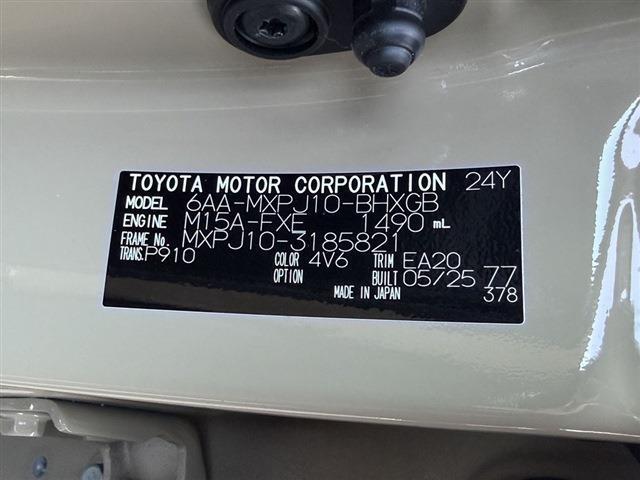 TOYOTA MOTOR CORPORATION 24Y
MODEL 6AA-MXPJ10-BHXGB
ENGINE M15A-FXE 1490 mL
FRAME No. MXPJ10-3185821
TRANS. P910 COLOR 4V6 TRIM EA20
OPTION BUILT 05/25 77
MADE IN JAPAN 378